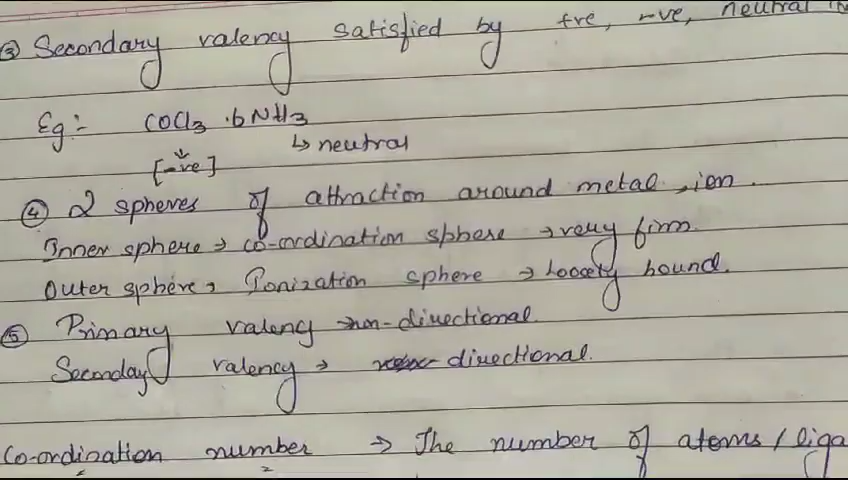 ③ Secondary valency satisfied by +ve, -ve, neutral
Eg:- COCl3 . 6NH3
[-ve] ↳ neutral
④ 2 spheres of attraction around metal ion.
Inner sphere → co-ordination sphere → very firm
Outer sphere → Ionization sphere → loosely bound.
⑤ Primary valency → non-directional
Seconday valency → directional.
Co-ordination number → The number of atoms / liga